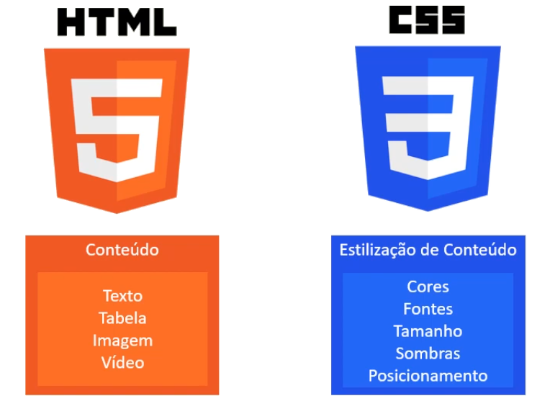 HTML
5
Conteúdo
Texto
Tabela
Imagem
Vídeo
CSS
3
Estilização de Conteúdo
Cores
Fontes
Tamanho
Sombras
Posicionamento